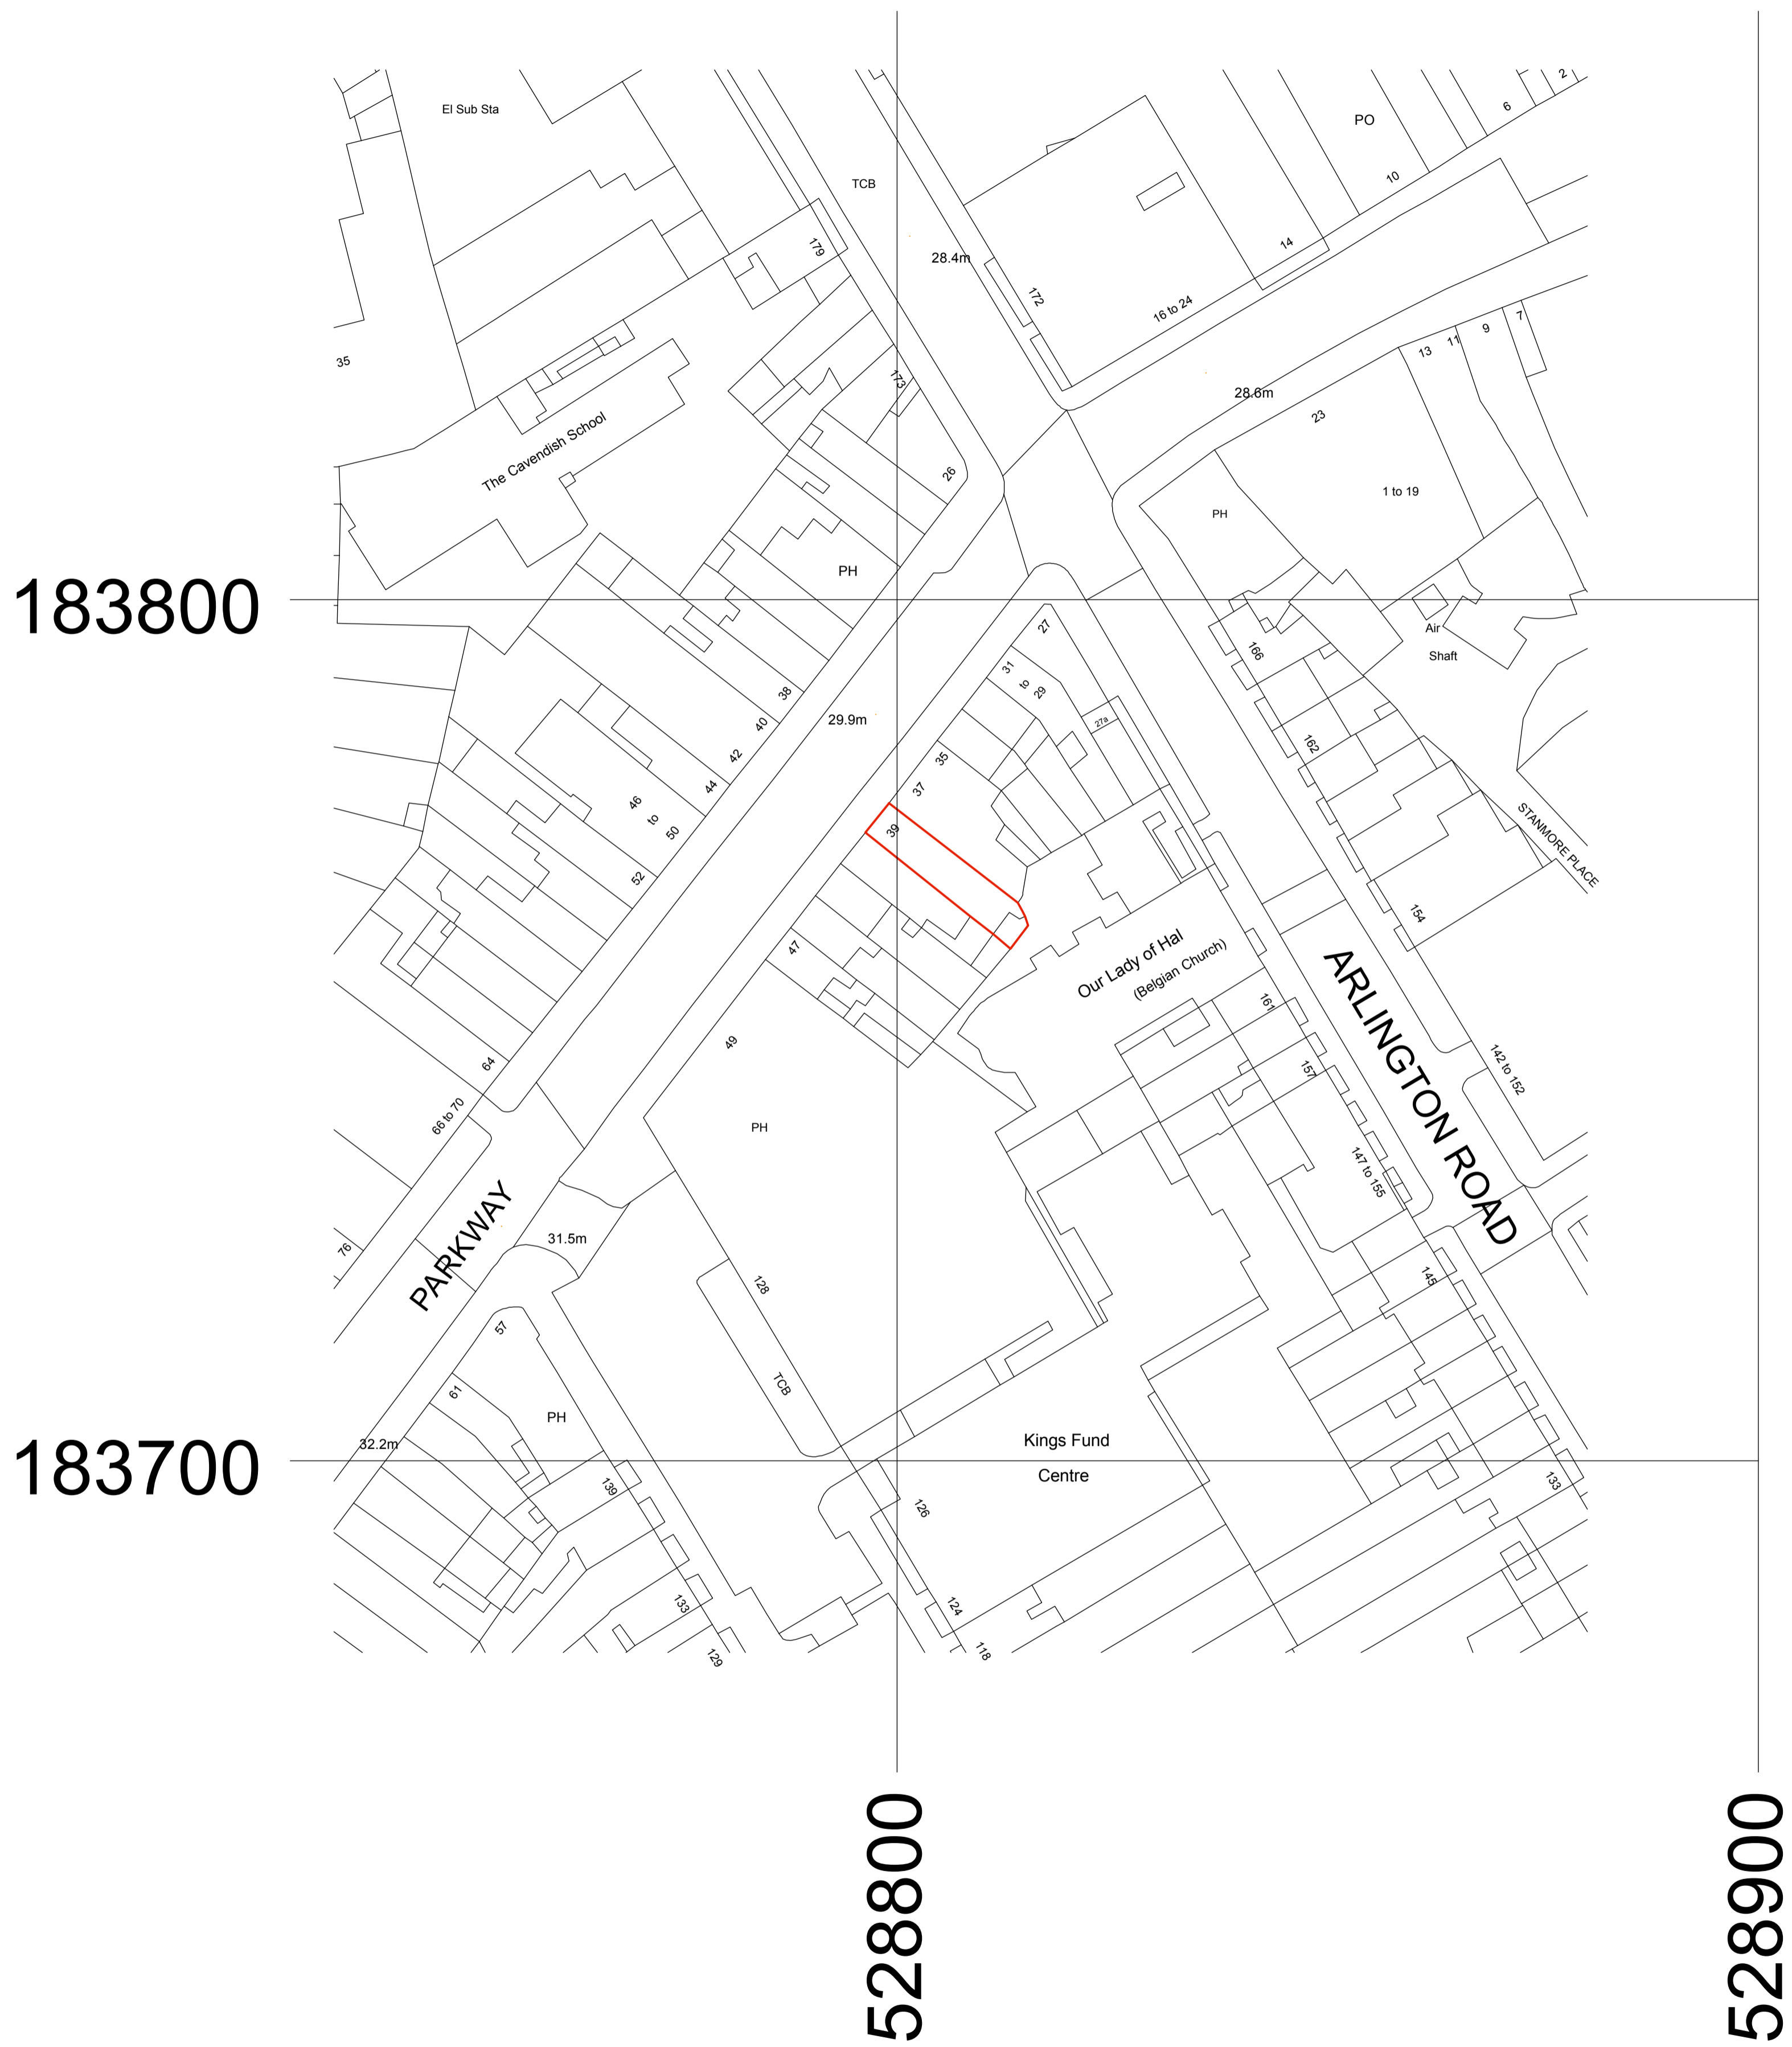 2
El Sub Sta
6
PO
10
TCB
179
14
28.4m
172
16 to 24
7
9
11
13
35
173
28.6m
23
The Cavendish School
26
1 to 19
PH
PH
183800
27
Air
Shaft
166
31
to
29
38
40
29.9m
27a
162
42
35
44
37
46
to
50
39
STANMORE PLACE
52
154
47
Our Lady of Hal
(Belgian Church)
161
ARLINGTON ROAD
49
64
157
142 to 152
66 to 70
PH
147 to 155
PARKWAY
31.5m
76
145
128
57
TCB
61
PH
32.2m
Kings Fund
Centre
183700
139
133
126
133
124
129
118
528800
528900